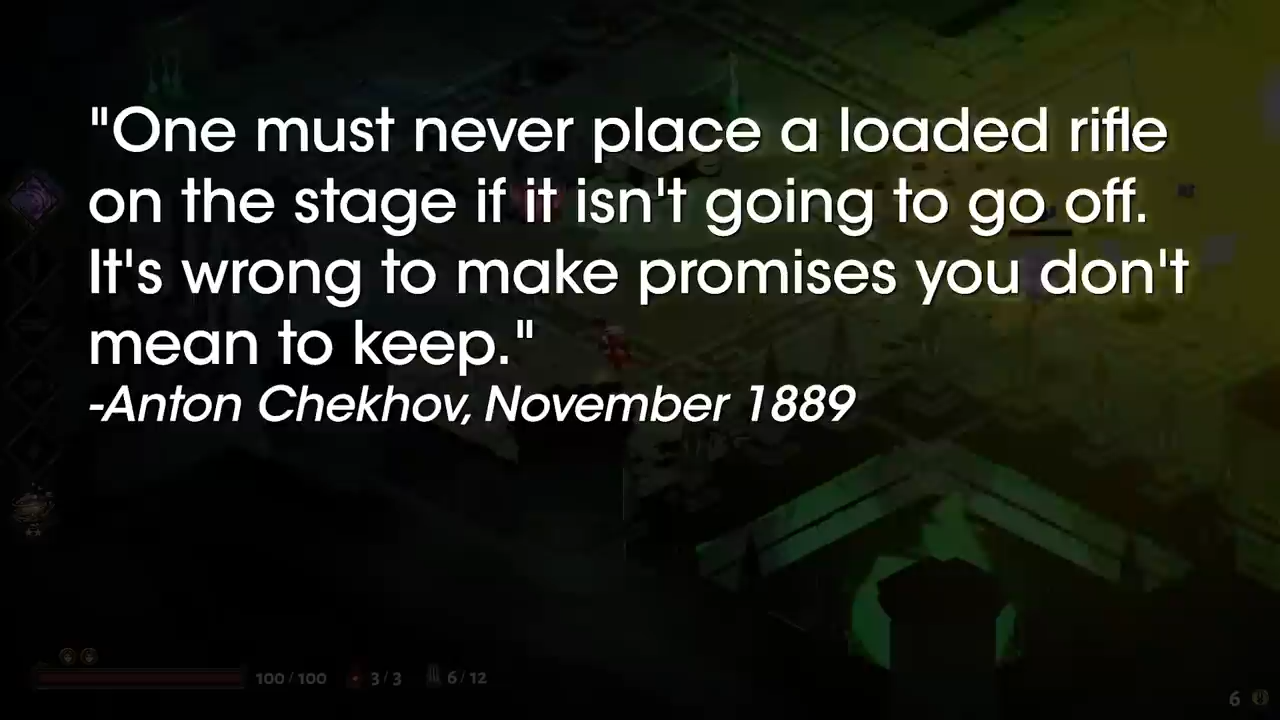 "One must never place a loaded rifle
on the stage if it isn't going to go off.
It's wrong to make promises you don't
mean to keep."
-Anton Chekhov, November 1889
100/100 3/3 6/12
6